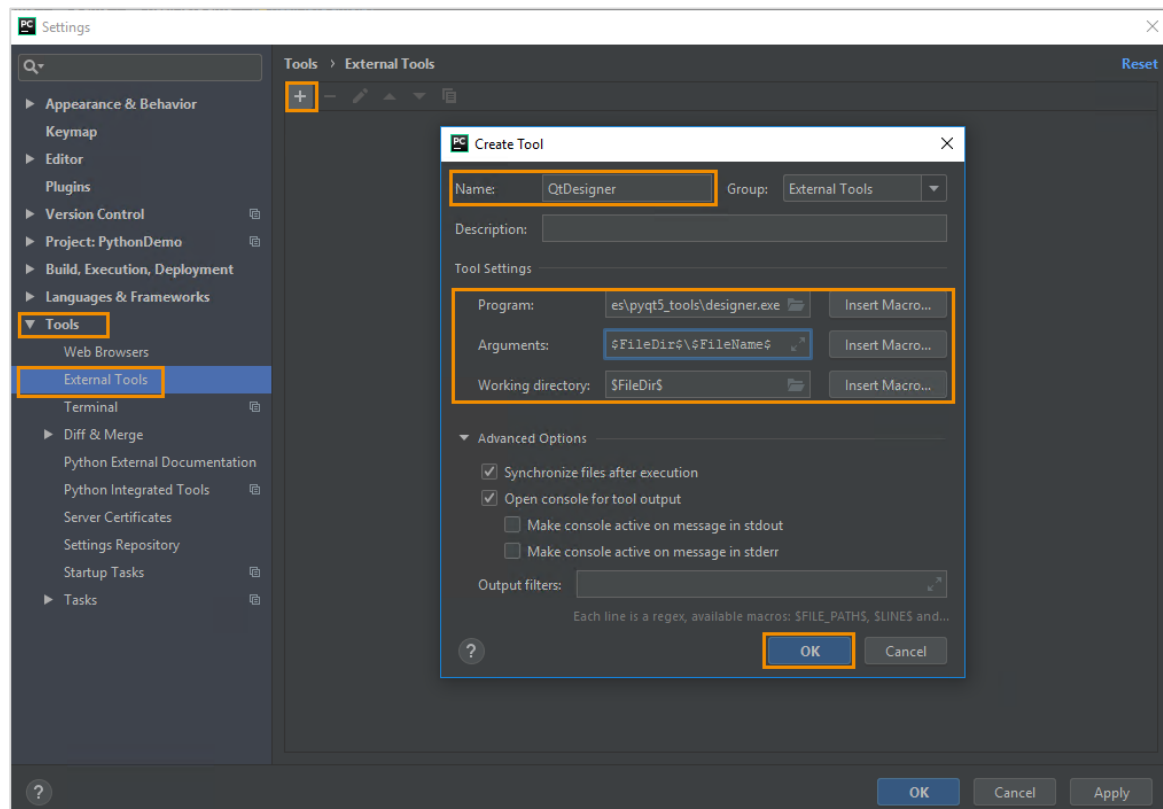 PC Settings
Tools › External Tools Reset
Appearance & Behavior
Keymap
Editor
Plugins
Version Control
Project: PythonDemo
Build, Execution, Deployment
Languages & Frameworks
Tools
Web Browsers
External Tools
Terminal
Diff & Merge
Python External Documentation
Python Integrated Tools
Server Certificates
Settings Repository
Startup Tasks
Tasks
PC Create Tool
Name: QtDesigner Group: External Tools
Description:
Tool Settings
Program: es\pyqt5_tools\designer.exe Insert Macro...
Arguments: $FileDir$\$FileName$ Insert Macro...
Working directory: $FileDir$ Insert Macro...
Advanced Options
Synchronize files after execution
Open console for tool output
Make console active on message in stdout
Make console active on message in stderr
Output filters:
Each line is a regex, available macros: $FILE_PATH$, $LINE$ and...
? OK Cancel
? OK Cancel Apply